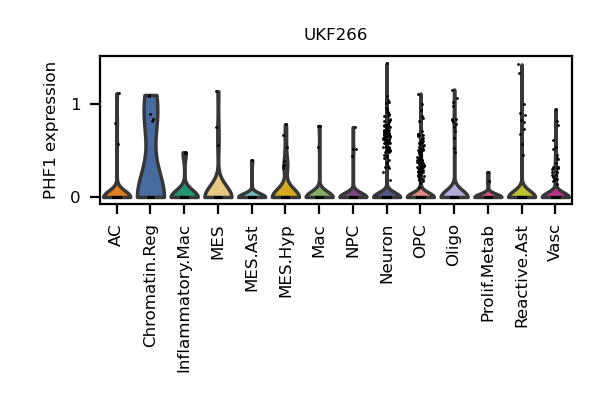 UKF266
PHF1 expression
1
0
AC
Chromatin.Reg
Inflammatory.Mac
MES
MES.Ast
MES.Hyp
Mac
NPC
Neuron
OPC
Oligo
Prolif.Metab
Reactive.Ast
Vasc